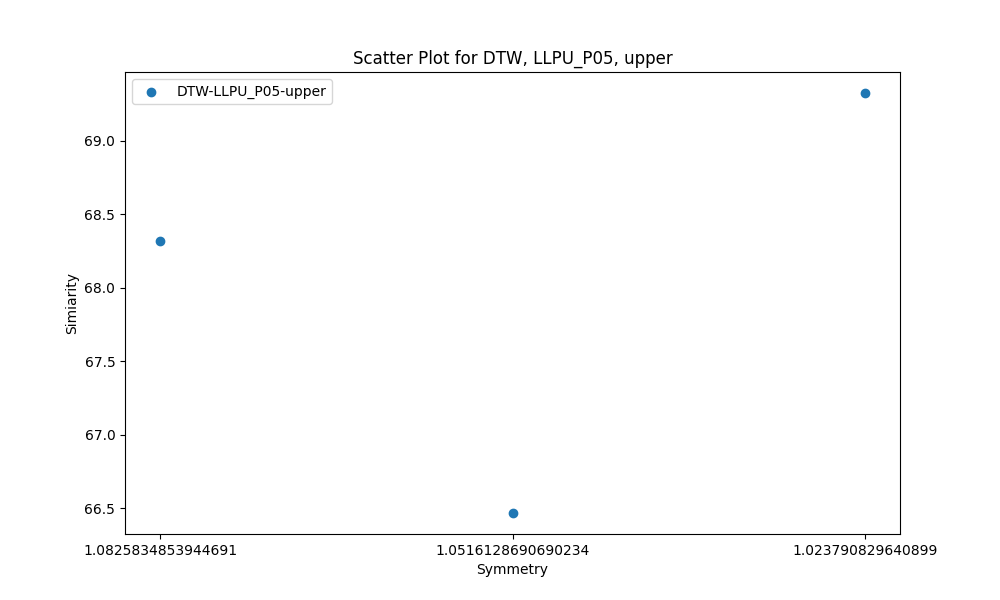 Scatter Plot for DTW, LLPU_P05, upper
DTW-LLPU_P05-upper
69.0
68.5
68.0
67.5
67.0
66.5
Simiarity
1.0825834853944691
1.0516128690690234
1.023790829640899
Symmetry